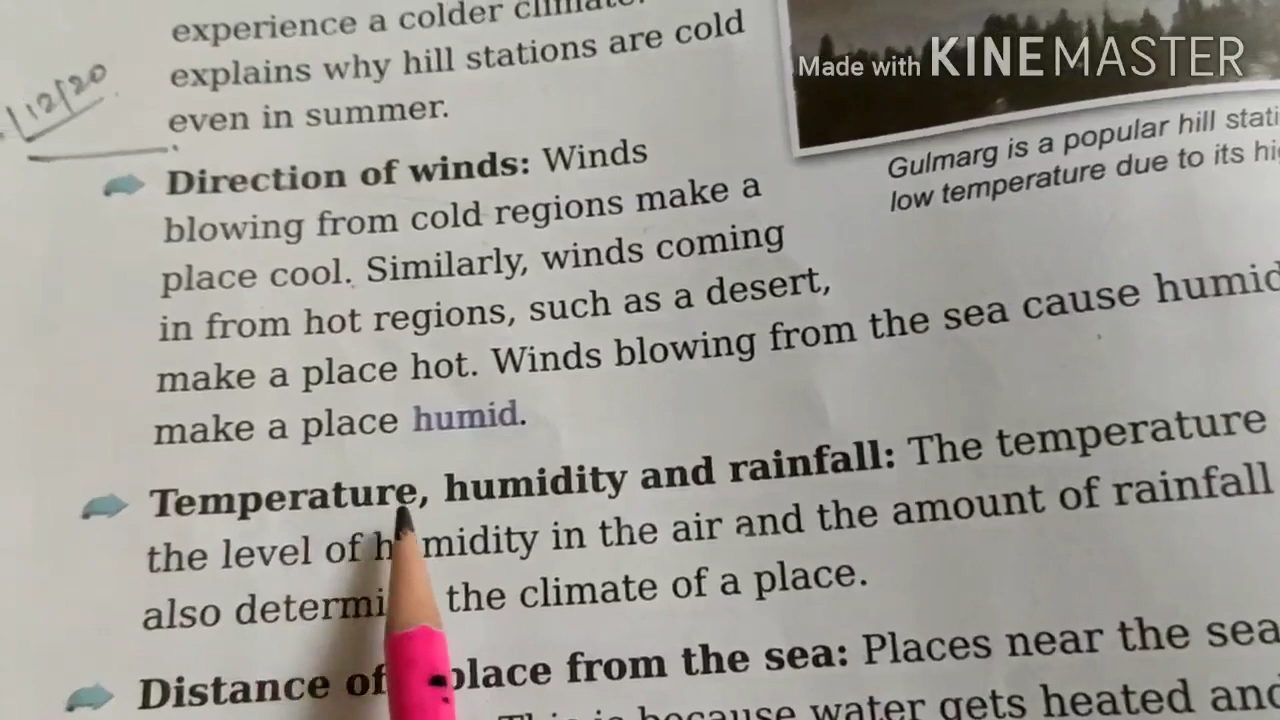 experience a colder climate.
explains why hill stations are cold
even in summer.
12/20
Made with KINEMASTER
Gulmarg is a popular hill stati
low temperature due to its hi
Direction of winds: Winds
blowing from cold regions make a
place cool. Similarly, winds coming
in from hot regions, such as a desert,
make a place hot. Winds blowing from the sea cause humid
make a place humid.
Temperature, humidity and rainfall: The temperature
the level of humidity in the air and the amount of rainfall
also determi the climate of a place.
Distance of place from the sea: Places near the sea
because water gets heated and